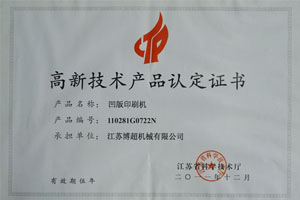 高新技术产品认定证书
产品名称：凹版印刷机
产品编号：110281G0722N
承担单位：江苏博超机械有限公司
江苏省科学技术厅
二〇一一年十二月
有效期伍年